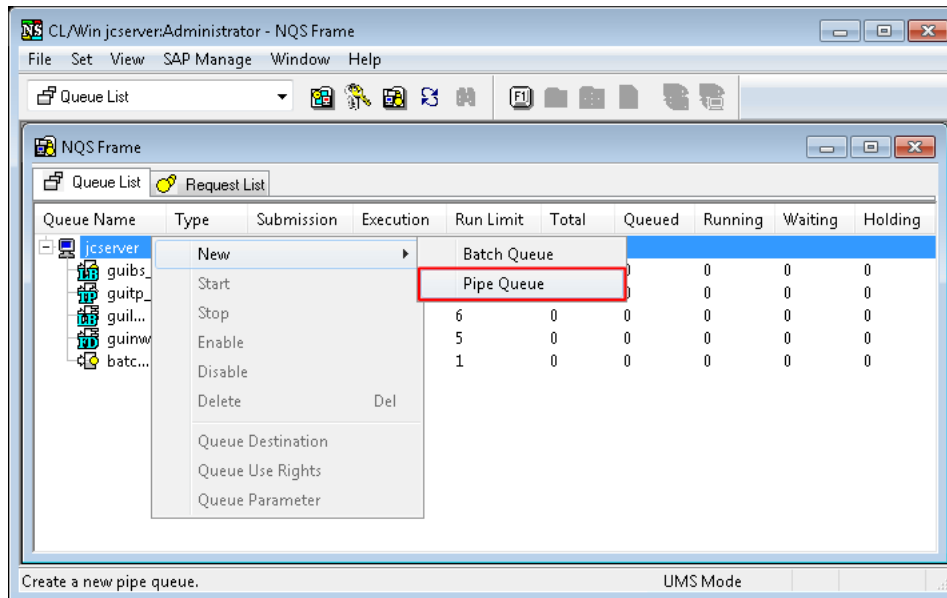 CL/Win jcserver:Administrator - NQS Frame
File Set View SAP Manage Window Help
Queue List
F1
NQS Frame
Queue List Request List
Queue Name Type Submission Execution Run Limit Total Queued Running Waiting Holding
jcserver
guibs_ 0 0 0
guitp_ 0 0 0
guil... 6 0 0 0 0 0
guinw 5 0 0 0 0 0
batc... 1 0 0 0 0 0
New
Start
Stop
Enable
Disable
Delete Del
Queue Destination
Queue Use Rights
Queue Parameter
Batch Queue
Pipe Queue
Create a new pipe queue. UMS Mode